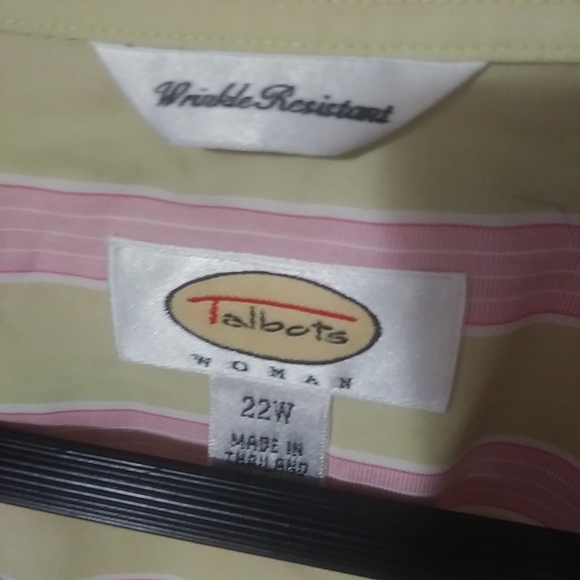 Wrinkle Resistant
Talbots
WOMAN
22W
MADE IN
THAILAND